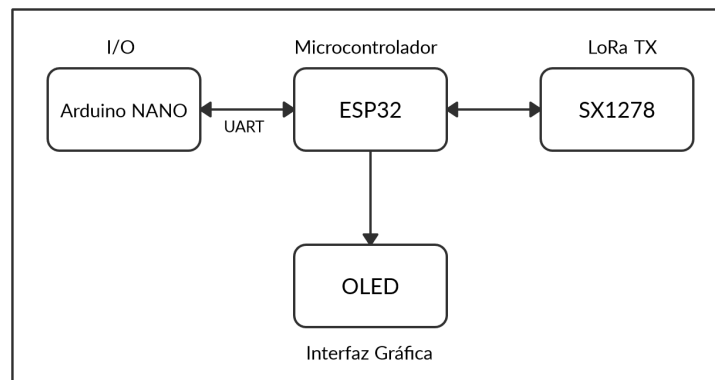 I/O
Microcontrolador
LoRa TX
Arduino NANO
UART
ESP32
SX1278
OLED
Interfaz Gráfica